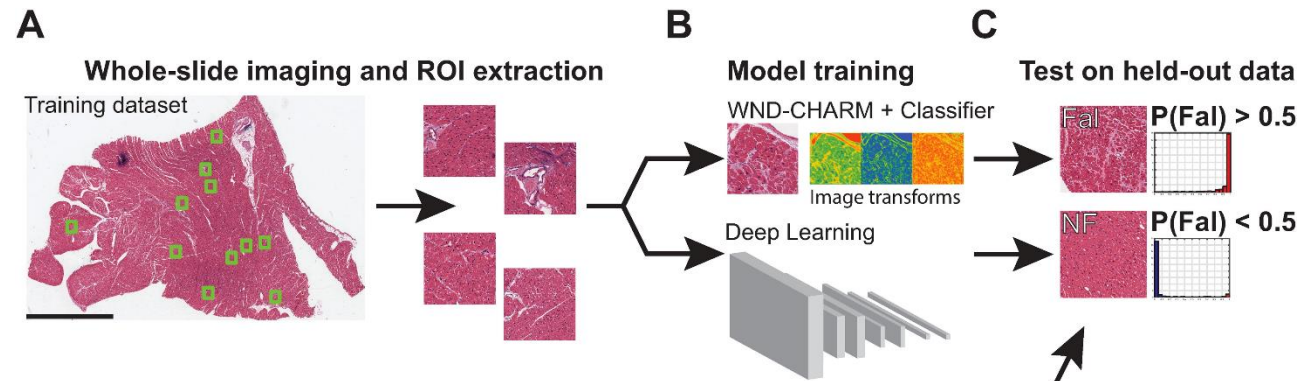 A
B
C
Whole-slide imaging and ROI extraction
Model training
Test on held-out data
Training dataset
WND-CHARM + Classifier
Image transforms
Deep Learning
Fal
P(Fal) > 0.5
NF
P(Fal) < 0.5